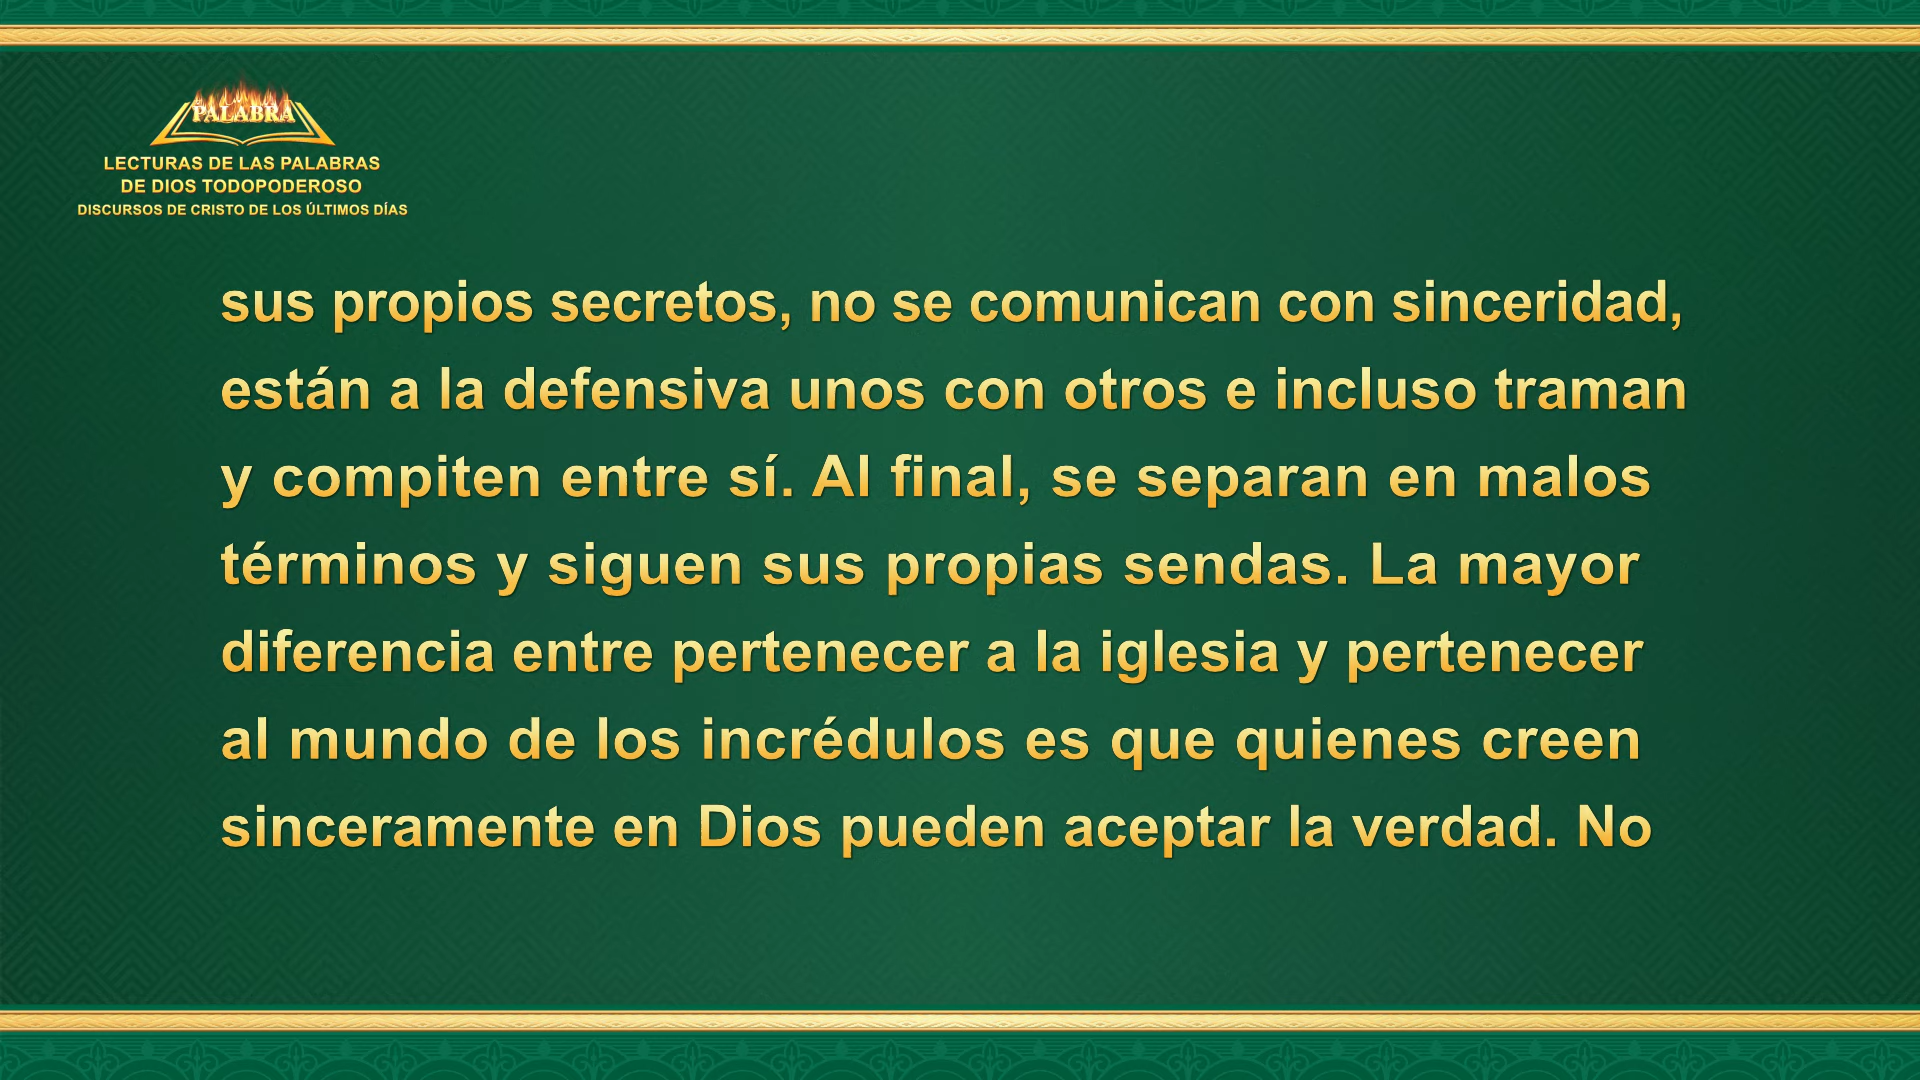 PALABRA
LECTURAS DE LAS PALABRAS
DE DIOS TODOPODEROSO
DISCURSOS DE CRISTO DE LOS ÚLTIMOS DÍAS
sus propios secretos, no se comunican con sinceridad,
están a la defensiva unos con otros e incluso traman
y compiten entre sí. Al final, se separan en malos
términos y siguen sus propias sendas. La mayor
diferencia entre pertenecer a la iglesia y pertenecer
al mundo de los incrédulos es que quienes creen
sinceramente en Dios pueden aceptar la verdad. No